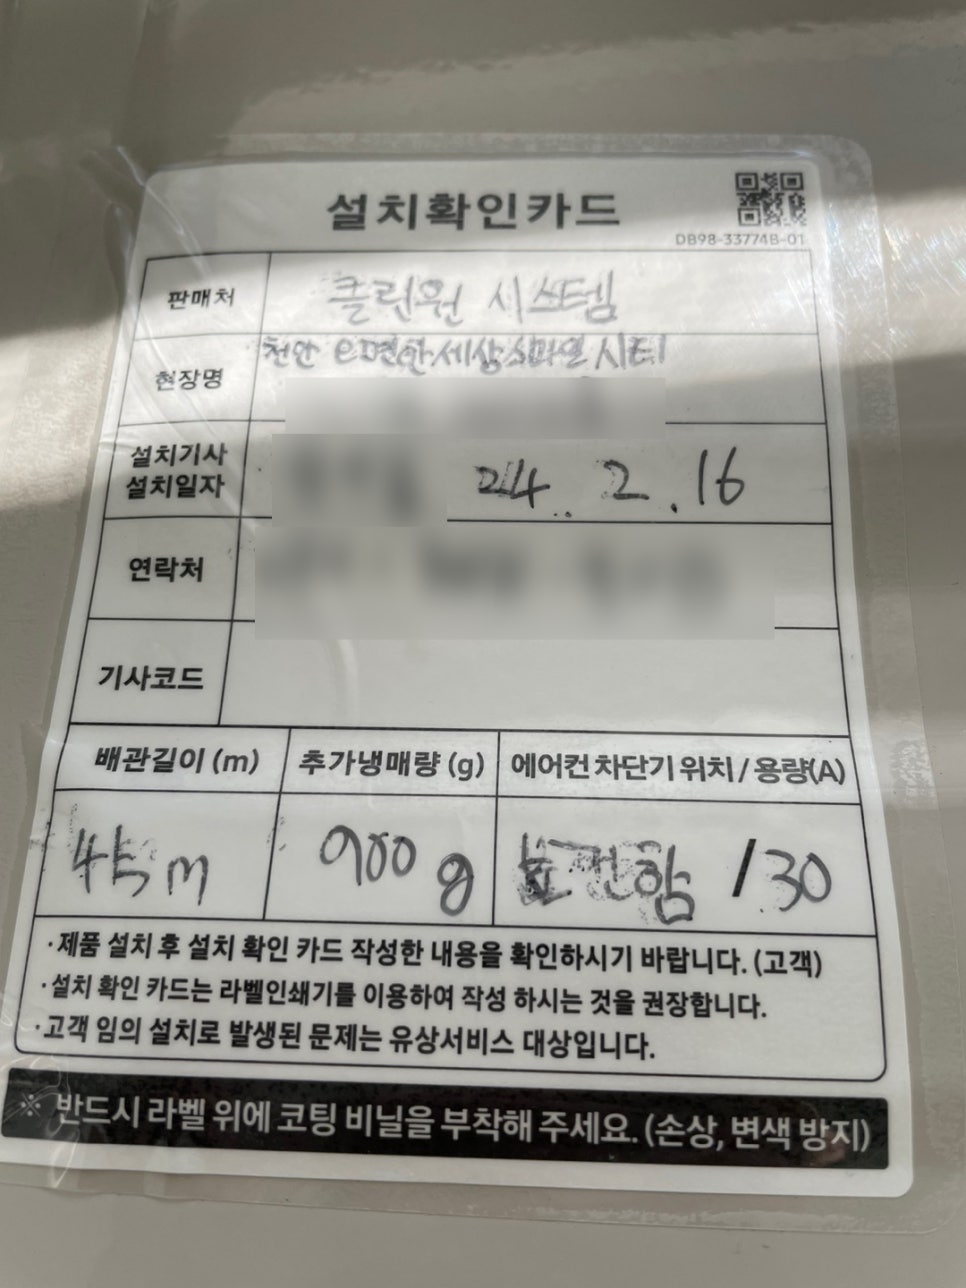 설치확인카드
DB98-33774B-01
판매처 클린원 시스템
현장명 천안 e편한세상스마일시티
설치기사
설치일자 24. 2. 16
연락처
기사코드
배관길이 (m) 추가냉매량 (g) 에어컨 차단기 위치 / 용량(A)
m 900 g 함 / 30
·제품 설치 후 설치 확인 카드 작성한 내용을 확인하시기 바랍니다. (고객)
·설치 확인 카드는 라벨인쇄기를 이용하여 작성 하시는 것을 권장합니다.
·고객 임의 설치로 발생된 문제는 유상서비스 대상입니다.
※ 반드시 라벨 위에 코팅 비닐을 부착해 주세요. (손상, 변색 방지)